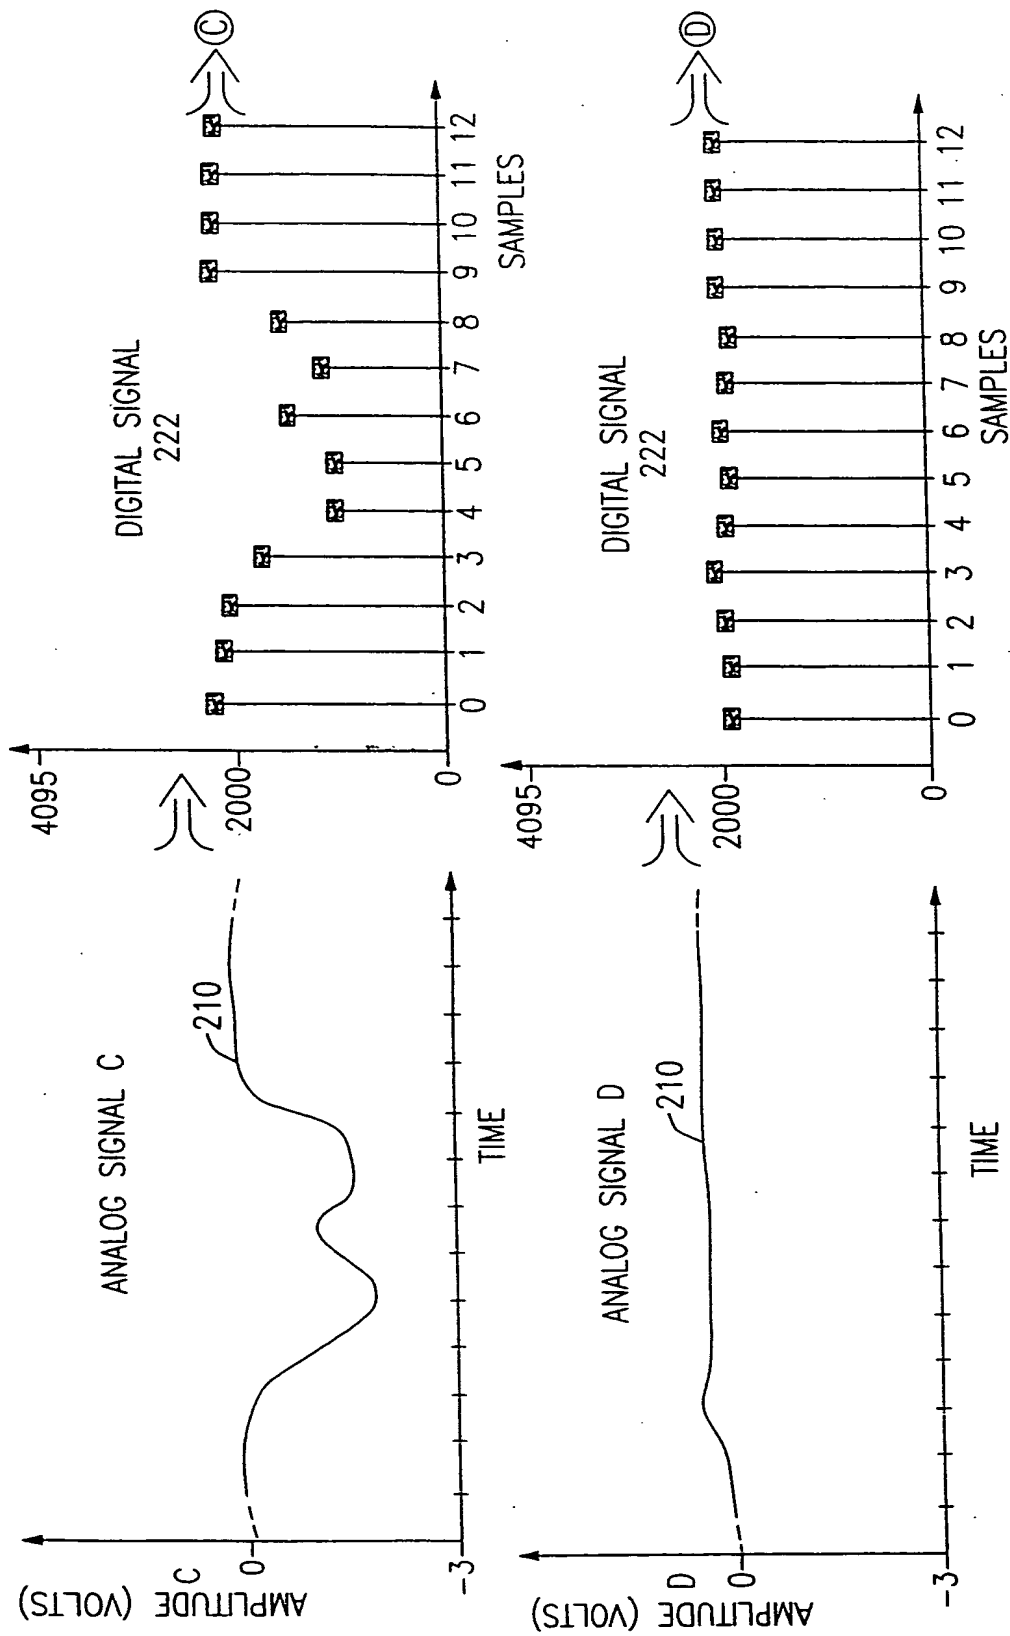 ANALOG SIGNAL C
AMPLITUDE (VOLTS)
C
0
-3
210
TIME
DIGITAL SIGNAL
222
4095
2000
0
0 1 2 3 4 5 6 7 8 9 10 11 12
SAMPLES
C
ANALOG SIGNAL D
AMPLITUDE (VOLTS)
D
0
-3
210
TIME
DIGITAL SIGNAL
222
4095
2000
0
0 1 2 3 4 5 6 7 8 9 10 11 12
SAMPLES
D